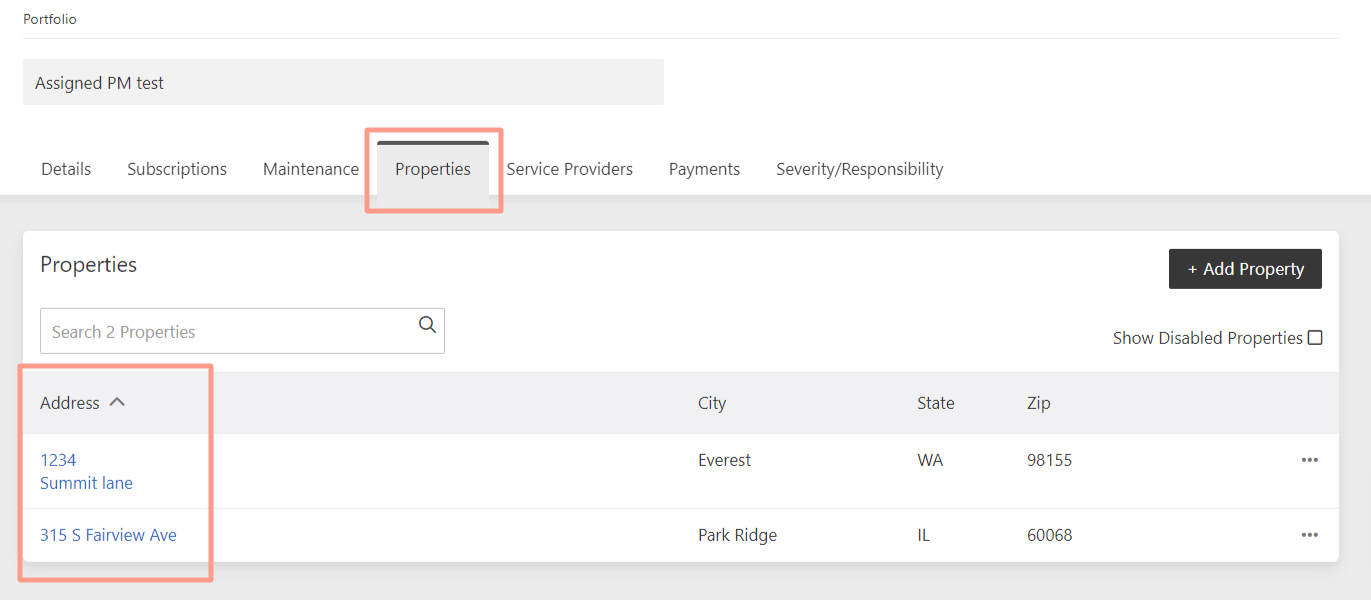 Portfolio
Assigned PM test
Details Subscriptions Maintenance Properties Service Providers Payments Severity/Responsibility
Properties
+ Add Property
Search 2 Properties
Show Disabled Properties
Address City State Zip
1234 Everest WA 98155
Summit lane
315 S Fairview Ave Park Ridge IL 60068